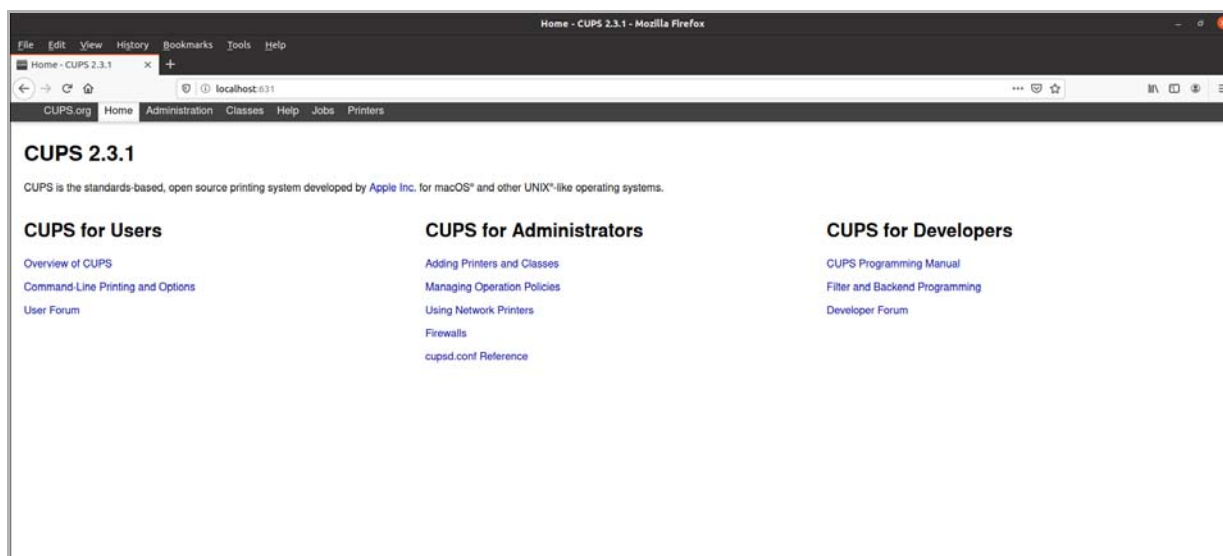 Home - CUPS 2.3.1 - Mozilla Firefox
File Edit View History Bookmarks Tools Help
Home - CUPS 2.3.1
localhost:631
CUPS.org Home Administration Classes Help Jobs Printers
CUPS 2.3.1
CUPS is the standards-based, open source printing system developed by Apple Inc. for macOS® and other UNIX®-like operating systems.
CUPS for Users
Overview of CUPS
Command-Line Printing and Options
User Forum
CUPS for Administrators
Adding Printers and Classes
Managing Operation Policies
Using Network Printers
Firewalls
cupsd.conf Reference
CUPS for Developers
CUPS Programming Manual
Filter and Backend Programming
Developer Forum